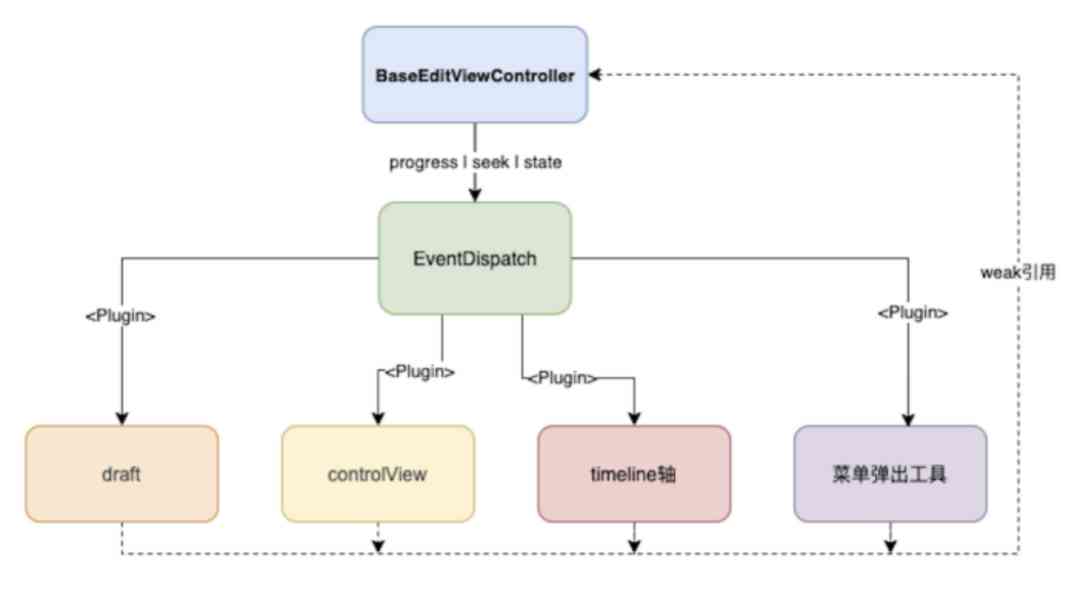 BaseEditViewController
progress | seek | state
EventDispatch
weak引用
<Plugin>
<Plugin>
<Plugin>
<Plugin>
draft
controlView
timeline轴
菜单弹出工具